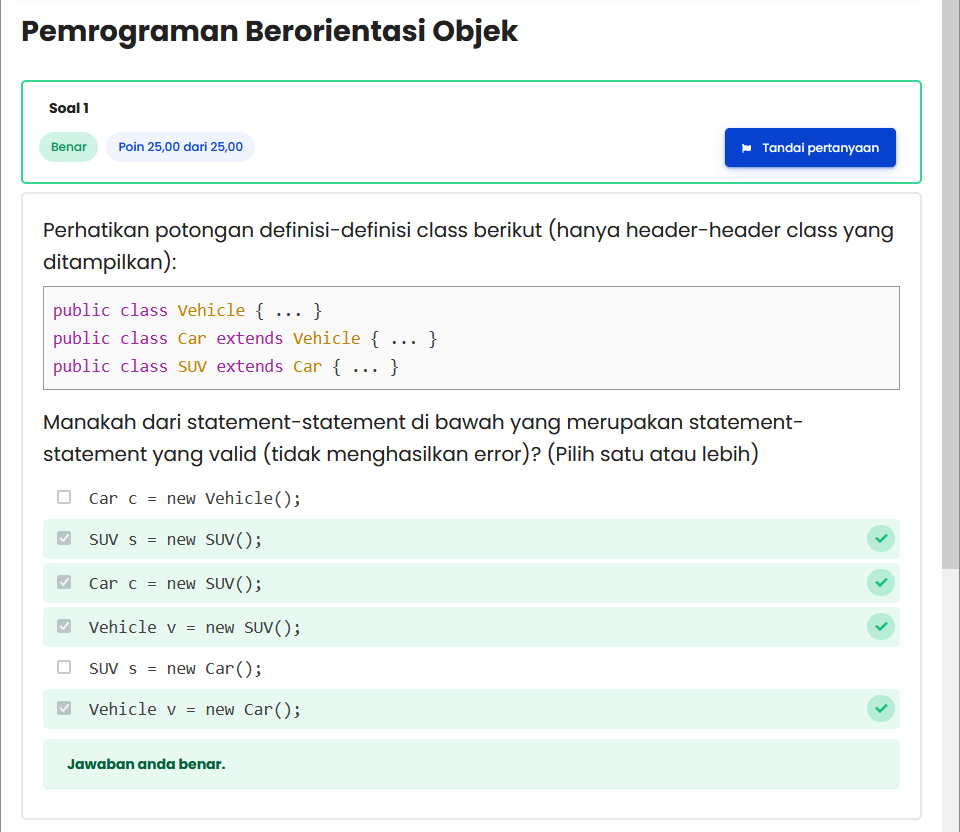 Pemrograman Berorientasi Objek
Soal 1
Benar
Poin 25,00 dari 25,00
Tandai pertanyaan
Perhatikan potongan definisi-definisi class berikut (hanya header-header class yang
ditampilkan):
public class Vehicle { ... }
public class Car extends Vehicle { ... }
public class SUV extends Car { ... }
Manakah dari statement-statement di bawah yang merupakan statement-
statement yang valid (tidak menghasilkan error)? (Pilih satu atau lebih)
Car c = new Vehicle();
SUV s = new SUV();
Car c = new SUV();
Vehicle v = new SUV();
SUV s = new Car();
Vehicle v = new Car();
Jawaban anda benar.